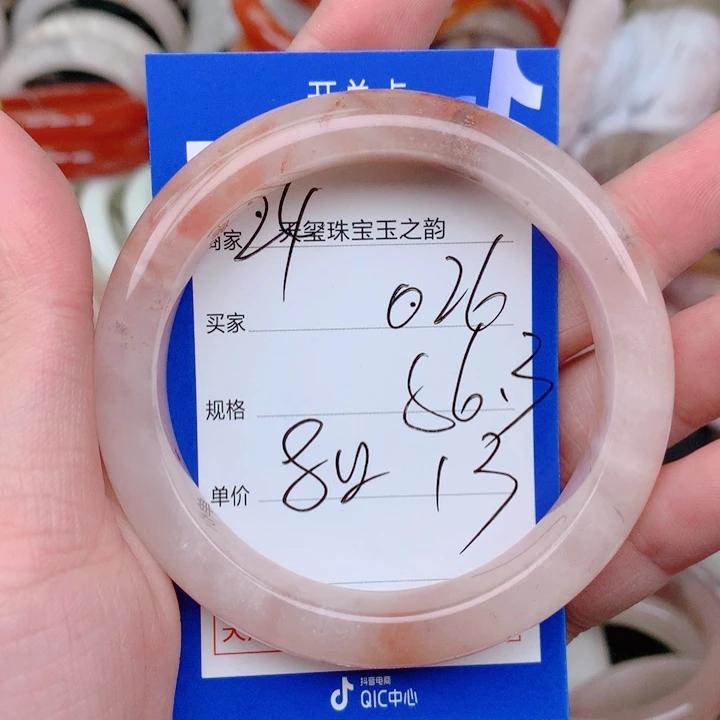 开单卡
商家 24 天玺珠宝玉之韵
买家 026
规格 86.3
单价 84 13
抖音电商
QIC中心